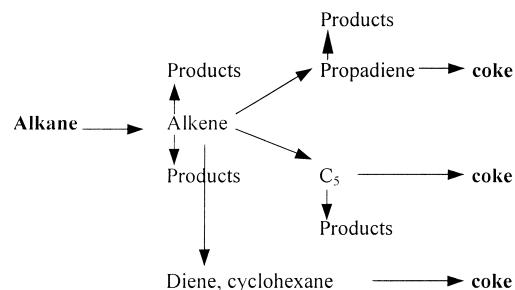 Products
Products
Propadiene
coke
Alkane
Alkene
Products
C₅
coke
Products
Diene, cyclohexane
coke